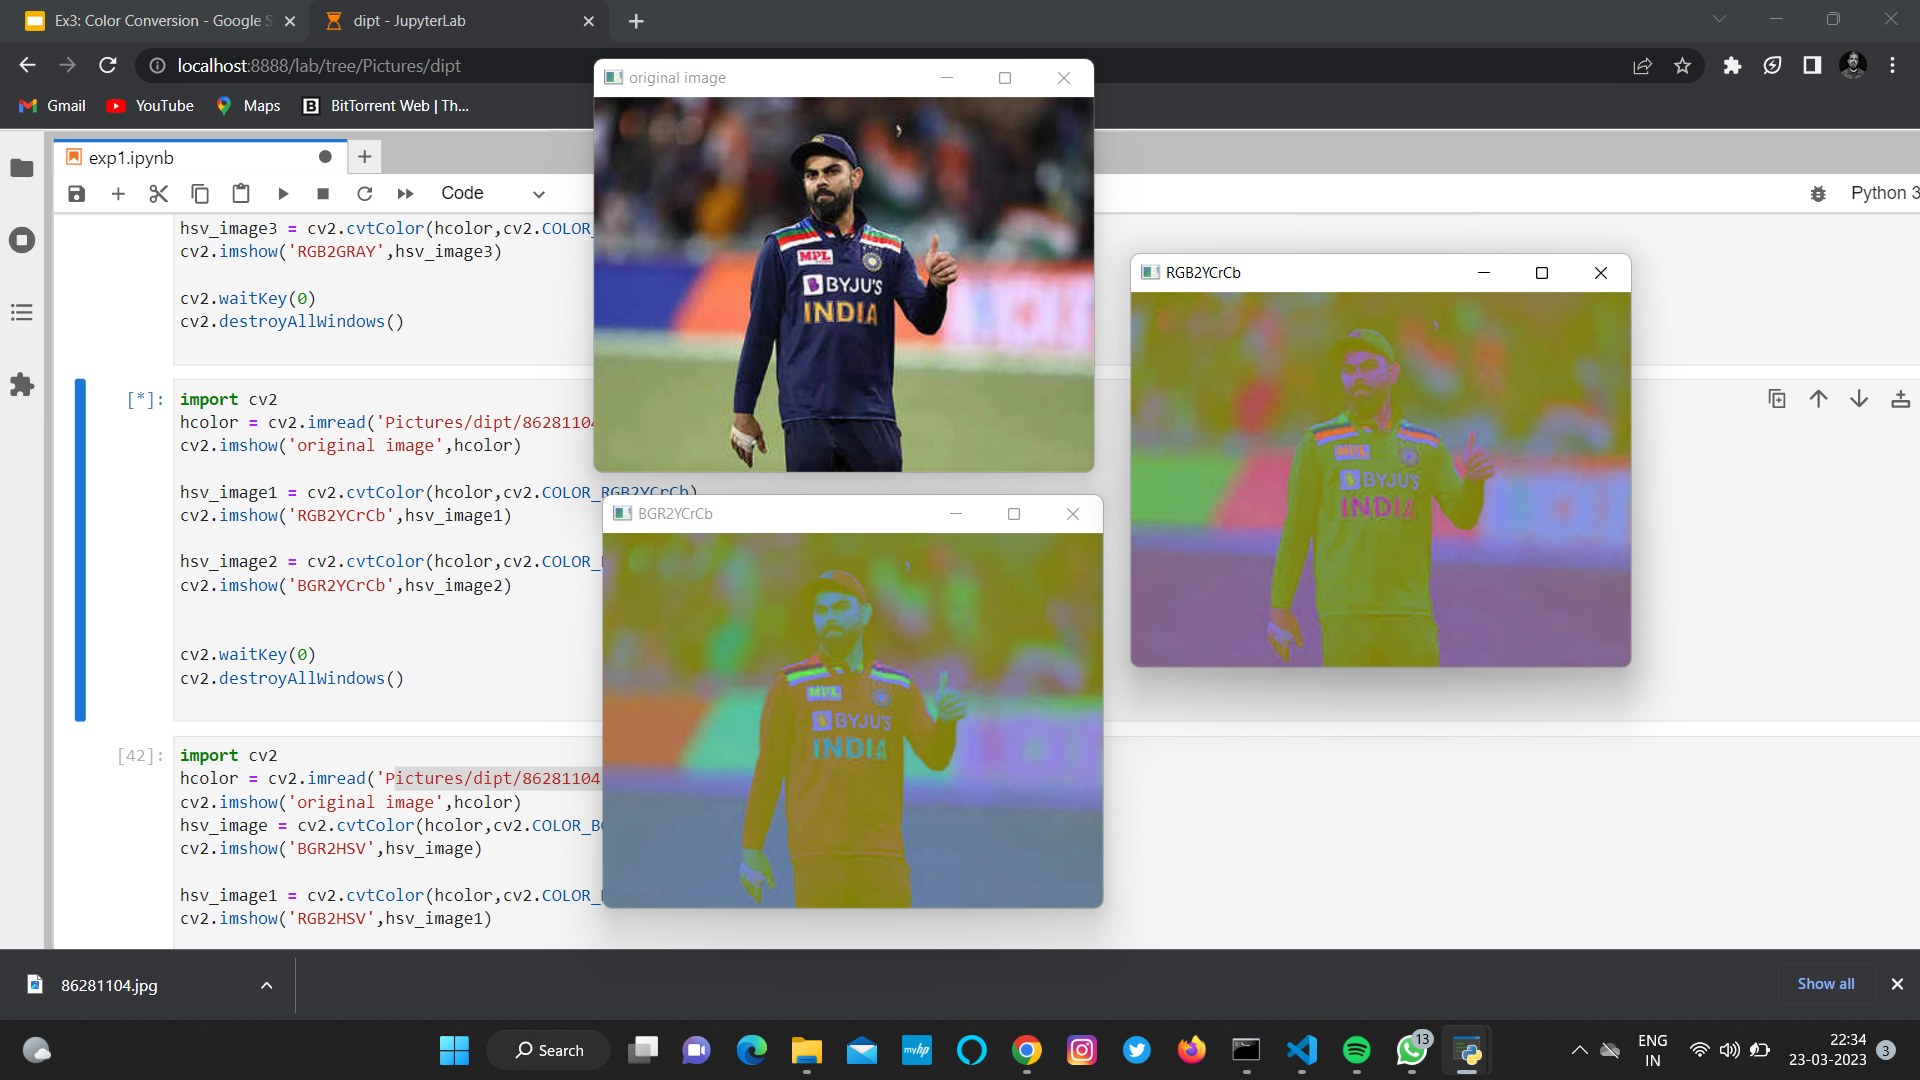 Ex3: Color Conversion - Google S
dipt - JupyterLab
localhost:8888/lab/tree/Pictures/dipt
Gmail
YouTube
Maps
BitTorrent Web | Th...
exp1.ipynb
Code
Python 3
hsv_image3 = cv2.cvtColor(hcolor,cv2.COLOR_
cv2.imshow('RGB2GRAY',hsv_image3)
cv2.waitKey(0)
cv2.destroyAllWindows()
[*]:
import cv2
hcolor = cv2.imread('Pictures/dipt/86281104
cv2.imshow('original image',hcolor)
hsv_image1 = cv2.cvtColor(hcolor,cv2.COLOR_RGB2YCrCb)
cv2.imshow('RGB2YCrCb',hsv_image1)
hsv_image2 = cv2.cvtColor(hcolor,cv2.COLOR_
cv2.imshow('BGR2YCrCb',hsv_image2)
cv2.waitKey(0)
cv2.destroyAllWindows()
[42]:
import cv2
hcolor = cv2.imread('Pictures/dipt/86281104
cv2.imshow('original image',hcolor)
hsv_image = cv2.cvtColor(hcolor,cv2.COLOR_B
cv2.imshow('BGR2HSV',hsv_image)
hsv_image1 = cv2.cvtColor(hcolor,cv2.COLOR_
cv2.imshow('RGB2HSV',hsv_image1)
original image
MPL
BYJU'S
INDIA
RGB2YCrCb
MPL
BYJU'S
INDIA
BGR2YCrCb
MPL
BYJU'S
INDIA
86281104.jpg
Show all
Search
myhp
13
ENG
IN
22:34
23-03-2023
3